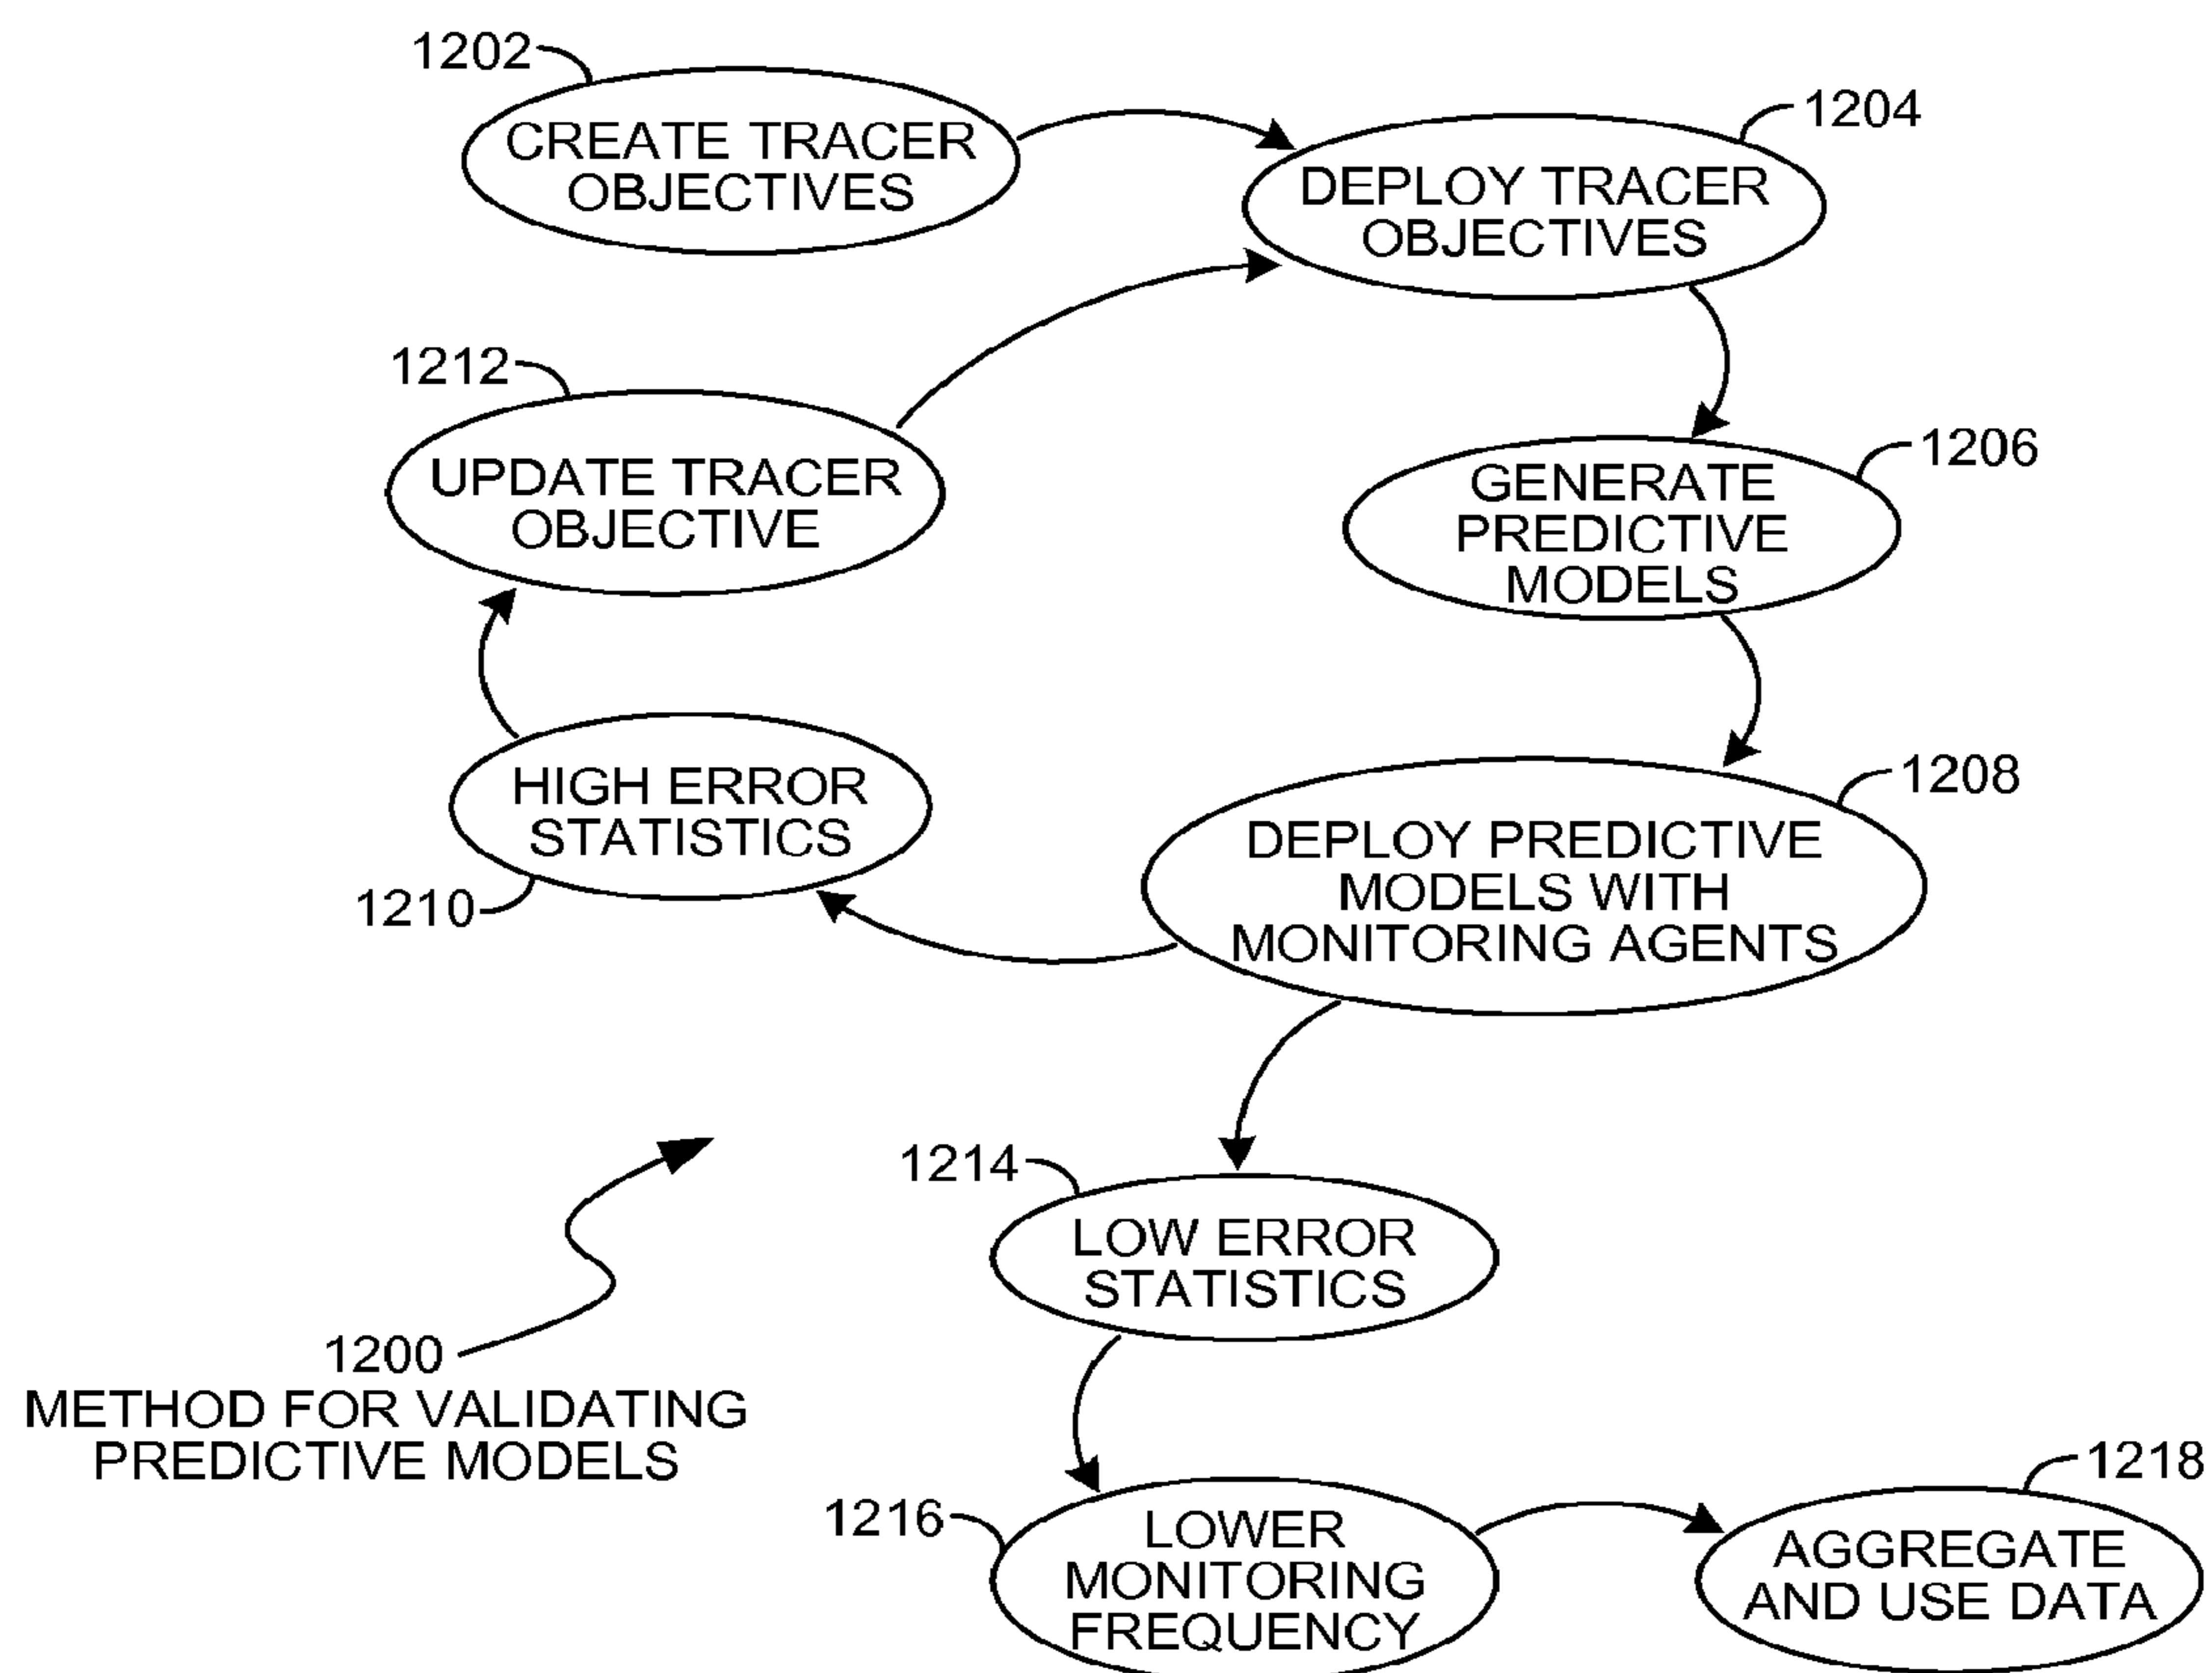 1202
CREATE TRACER
OBJECTIVES
1204
DEPLOY TRACER
OBJECTIVES
1212
UPDATE TRACER
OBJECTIVE
1206
GENERATE
PREDICTIVE
MODELS
1208
DEPLOY PREDICTIVE
MODELS WITH
MONITORING AGENTS
HIGH ERROR
STATISTICS
1210
1214
LOW ERROR
STATISTICS
1200
METHOD FOR VALIDATING
PREDICTIVE MODELS
1216
LOWER
MONITORING
FREQUENCY
1218
AGGREGATE
AND USE DATA